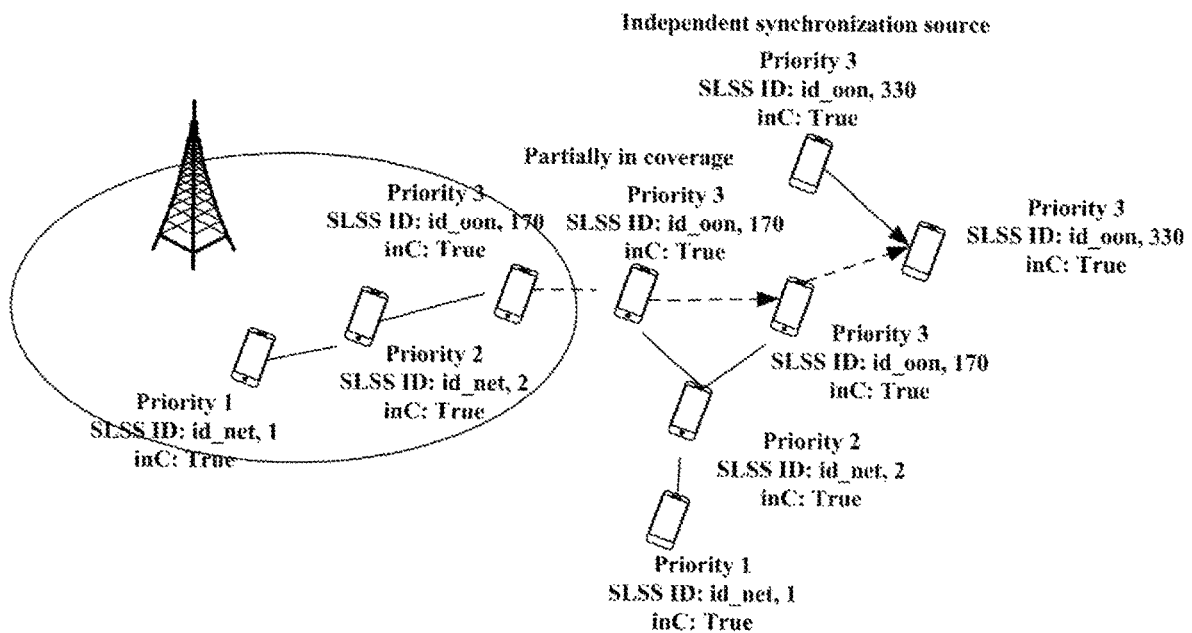 Independent synchronization source
Priority 3
SLSS ID: id_oon, 330
inC: True
Partially in coverage
Priority 3
SLSS ID: id_oon, 170
inC: True
Priority 3
SLSS ID: id_oon, 170
inC: True
Priority 3
SLSS ID: id_oon, 330
inC: True
Priority 2
SLSS ID: id_net, 2
inC: True
Priority 3
SLSS ID: id_oon, 170
inC: True
Priority 1
SLSS ID: id_net, 1
inC: True
Priority 2
SLSS ID: id_net, 2
inC: True
Priority 1
SLSS ID: id_net, 1
inC: True